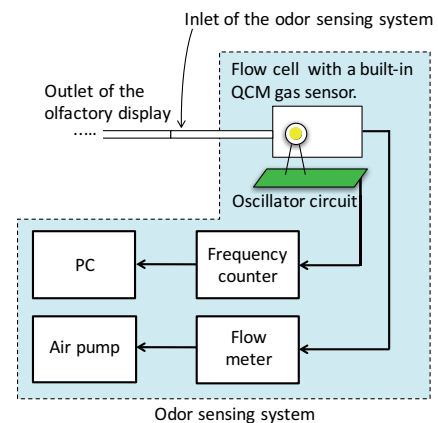 Inlet of the odor sensing system
Flow cell with a built-in
QCM gas sensor.
Outlet of the
olfactory display
.....
Oscillator circuit
PC
Frequency
counter
Air pump
Flow
meter
Odor sensing system